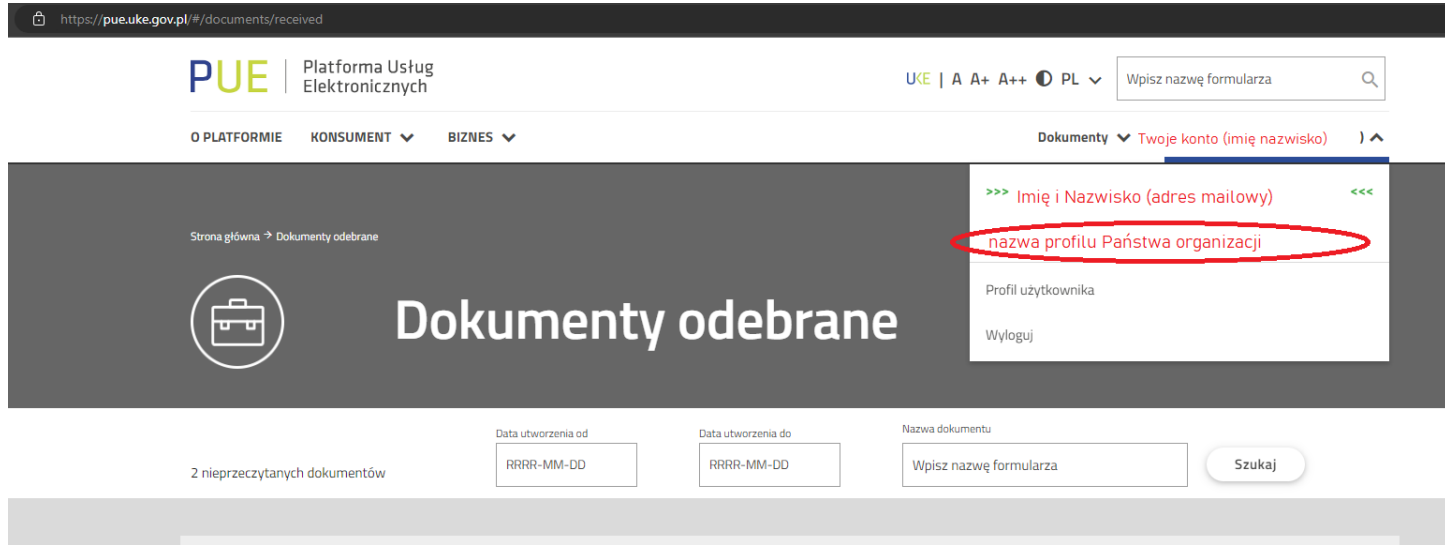 https://pue.uke.gov.pl/#/documents/received
PUE | Platforma Usług
Elektronicznych
UKE | A A+ A++ PL
Wpisz nazwę formularza
O PLATFORMIE KONSUMENT BIZNES
Dokumenty Twoje konto (imię nazwisko) )
>>> Imię i Nazwisko (adres mailowy) <<<
nazwa profilu Państwa organizacji
Profil użytkownika
Wyloguj
Strona główna → Dokumenty odebrane
Dokumenty odebrane
2 nieprzeczytanych dokumentów
Data utworzenia od
RRRR-MM-DD
Data utworzenia do
RRRR-MM-DD
Nazwa dokumentu
Wpisz nazwę formularza
Szukaj